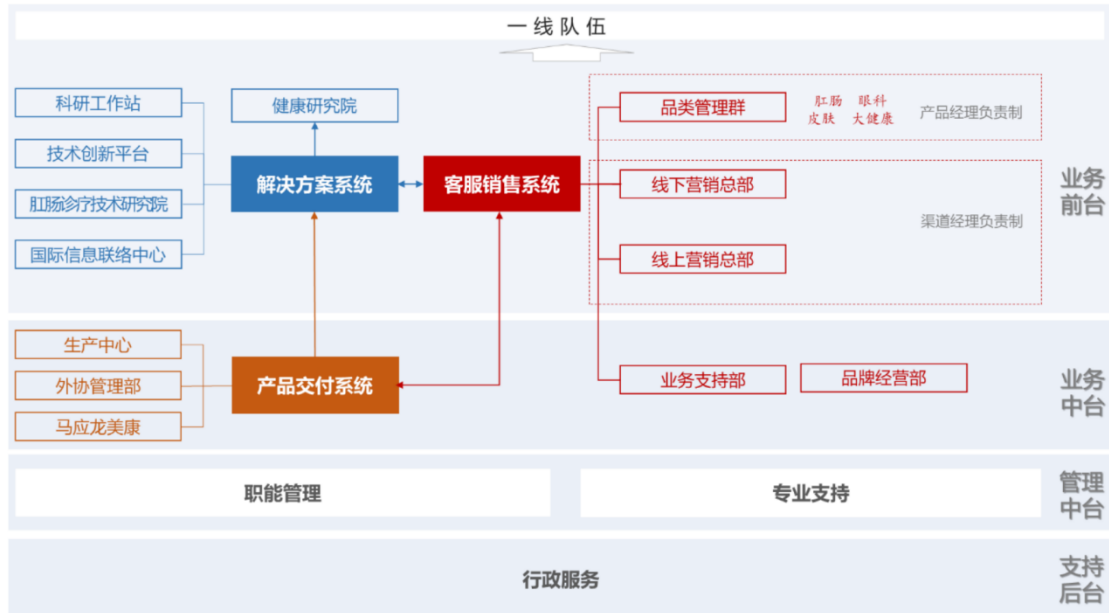 一线队伍
科研工作站
技术创新平台
肛肠诊疗技术研究院
国际信息联络中心
健康研究院
解决方案系统
客服销售系统
品类管理群
肛肠 眼科
皮肤 大健康
产品经理负责制
线下营销总部
渠道经理负责制
线上营销总部
业务
前台
生产中心
外协管理部
马应龙美康
产品交付系统
业务支持部
品牌经营部
业务
中台
职能管理
专业支持
管理
中台
行政服务
支持
后台